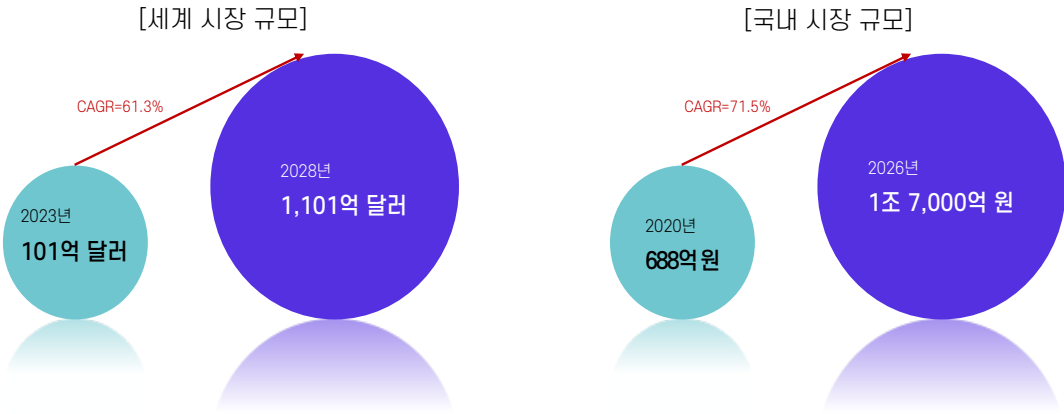 [세계 시장 규모]
CAGR=61.3%
2023년
101억 달러
2028년
1,101억 달러
[국내 시장 규모]
CAGR=71.5%
2020년
688억 원
2026년
1조 7,000억 원